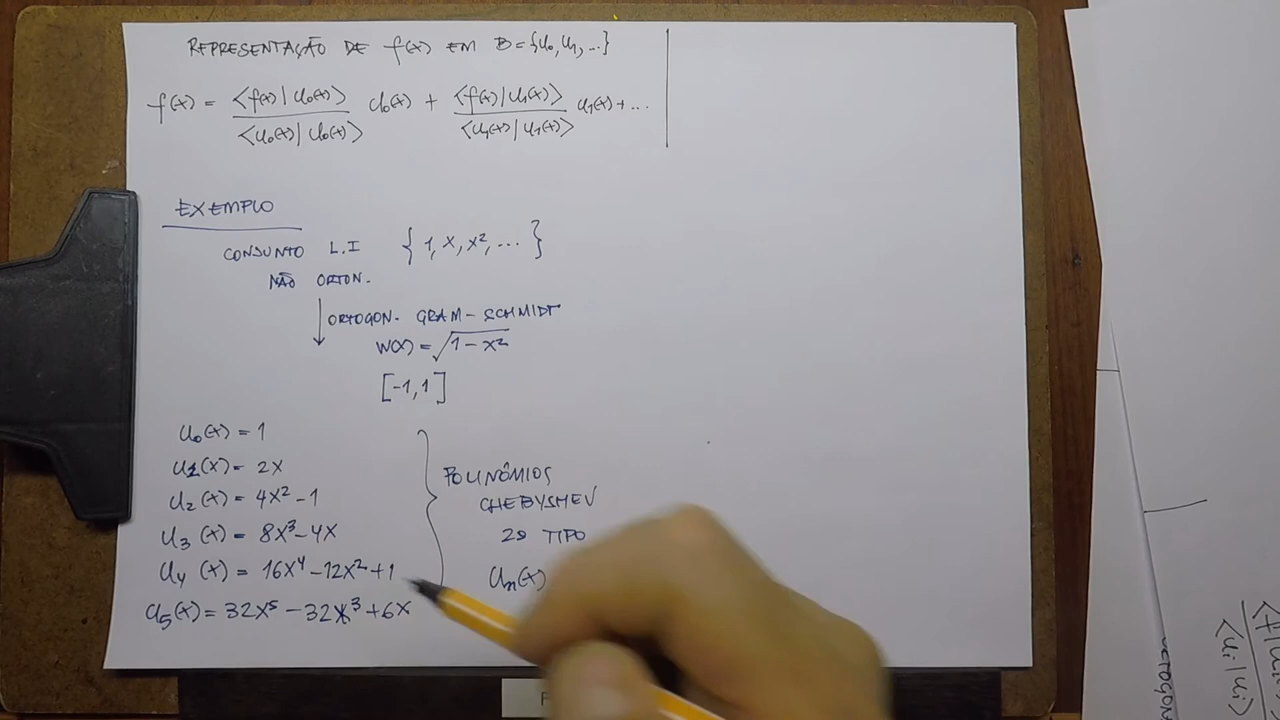 REPRESENTAÇÃO DE f(x) EM B = {u₀, u₁, ...}
f(x) = <f(x) | u₀(x)> / <u₀(x) | u₀(x)> u₀(x) + <f(x) | u₁(x)> / <u₁(x) | u₁(x)> u₁(x) + ...
EXEMPLO
CONJUNTO L.I { 1, x, x², ... }
NÃO ORTON.
ORTOGON. GRAM-SCHMIDT
W(x) = √(1 - x²)
[-1, 1]
u₀(x) = 1
u₁(x) = 2x
u₂(x) = 4x² - 1
u₃(x) = 8x³ - 4x
u₄(x) = 16x⁴ - 12x² + 1
u₅(x) = 32x⁵ - 32x³ + 6x
POLINÔMIOS
CHEBYSHEV
2º TIPO
Uₙ(x)
<ui | ui>